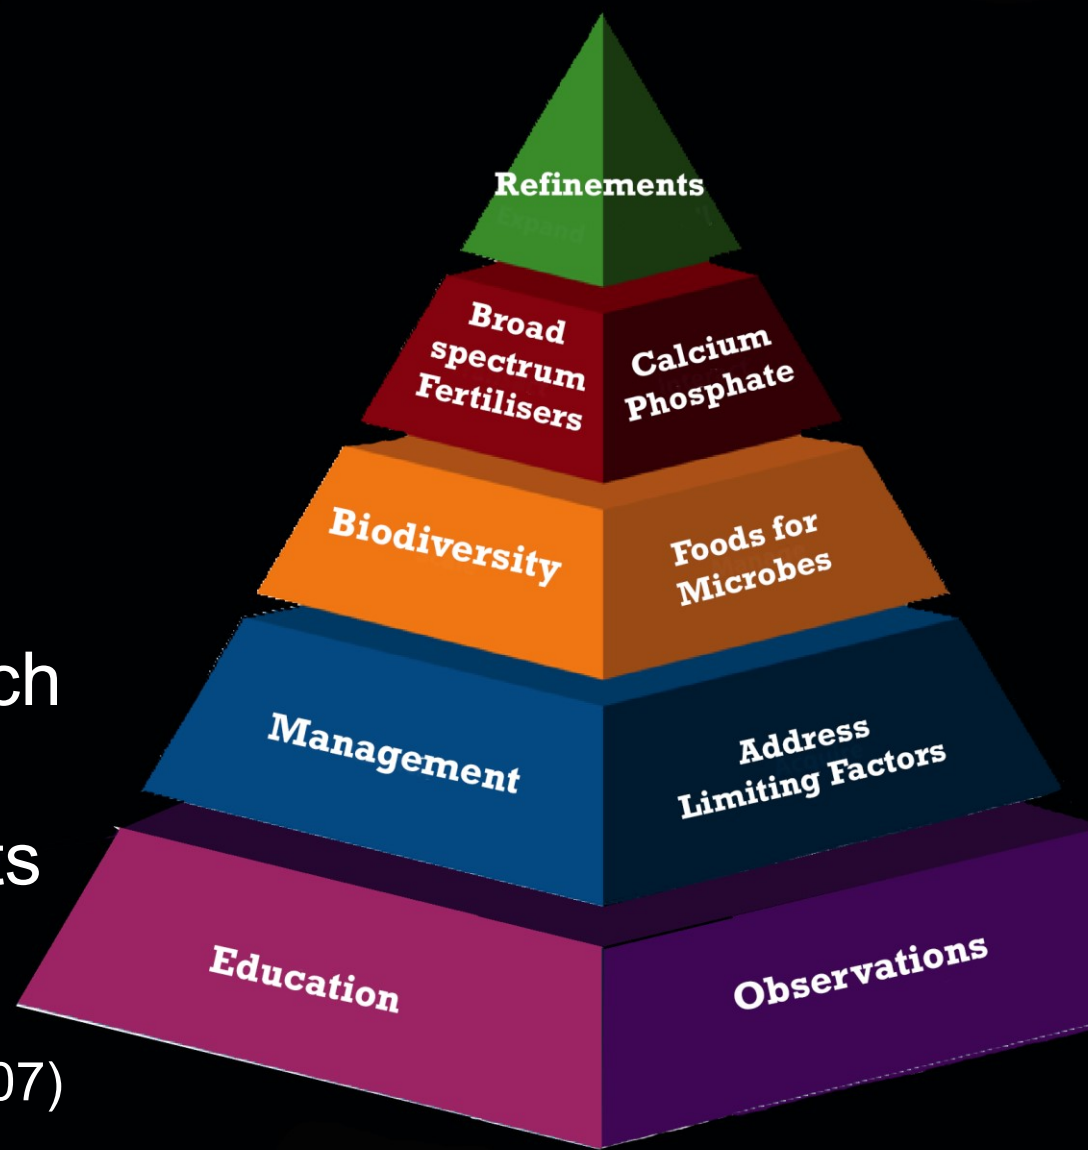 Refinements
Expand
Broad
spectrum
Fertilisers
Calcium
Phosphate
Biodiversity
Foods for
Microbes
Management
Address
Limiting Factors
Education
Observations
ch
ts
07)